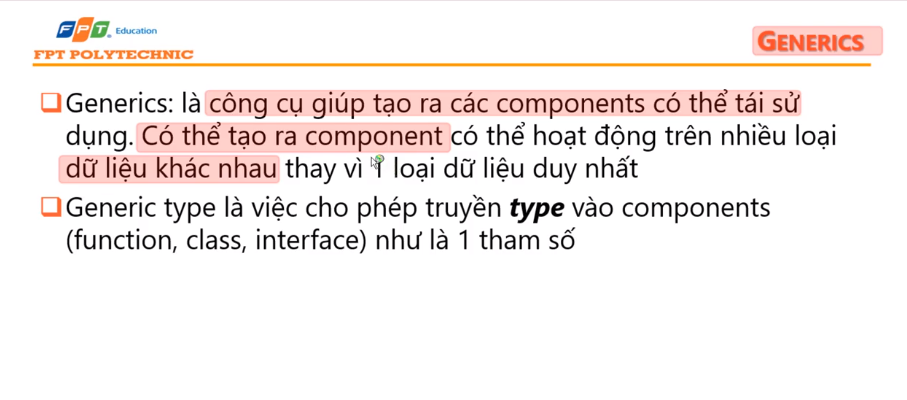 FPT Education
FPT POLYTECHNIC
GENERICS
Generics: là công cụ giúp tạo ra các components có thể tái sử
dụng. Có thể tạo ra component có thể hoạt động trên nhiều loại
dữ liệu khác nhau thay vì 1 loại dữ liệu duy nhất
Generic type là việc cho phép truyền type vào components
(function, class, interface) như là 1 tham số